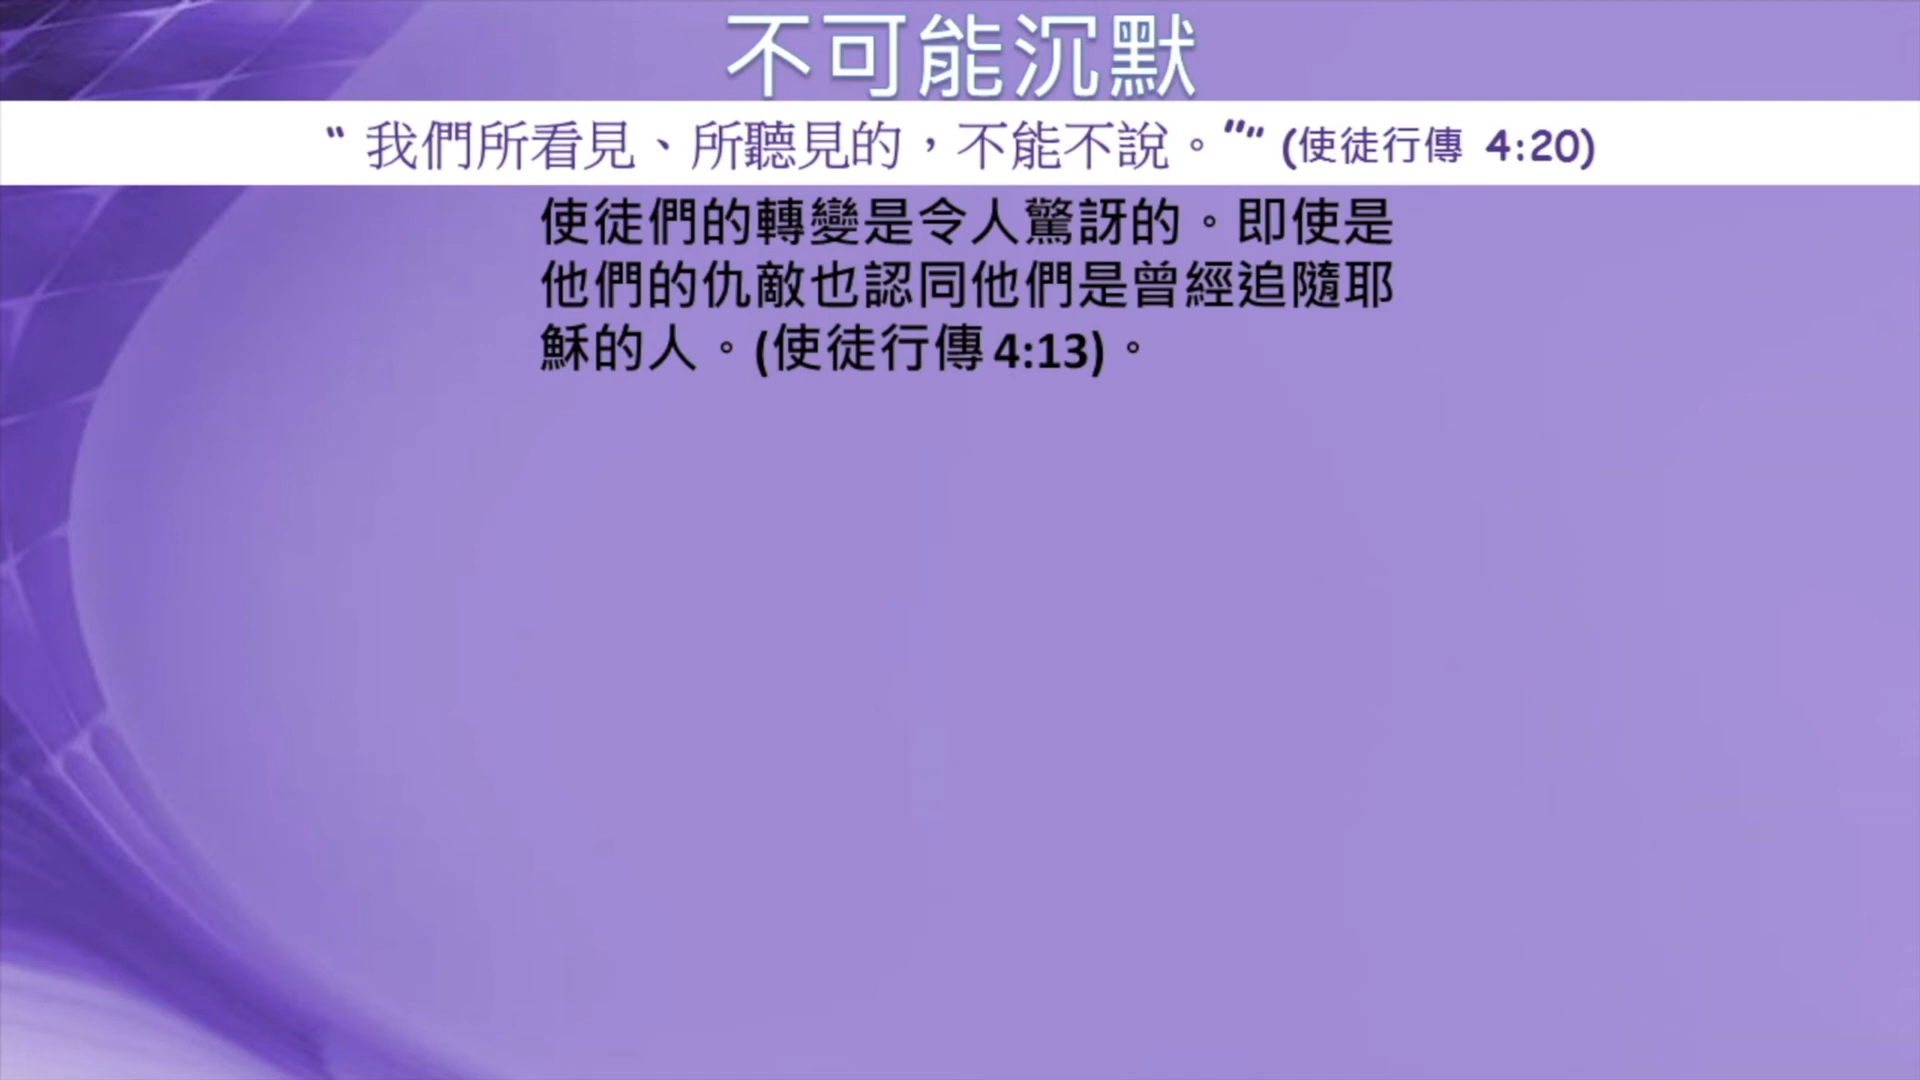 不可能沉默
“ 我們所看見、所聽見的，不能不說。”“ (使徒行傳 4:20)
使徒們的轉變是令人驚訝的。即使是
他們的仇敵也認同他們是曾經追隨耶
穌的人。(使徒行傳 4:13)。